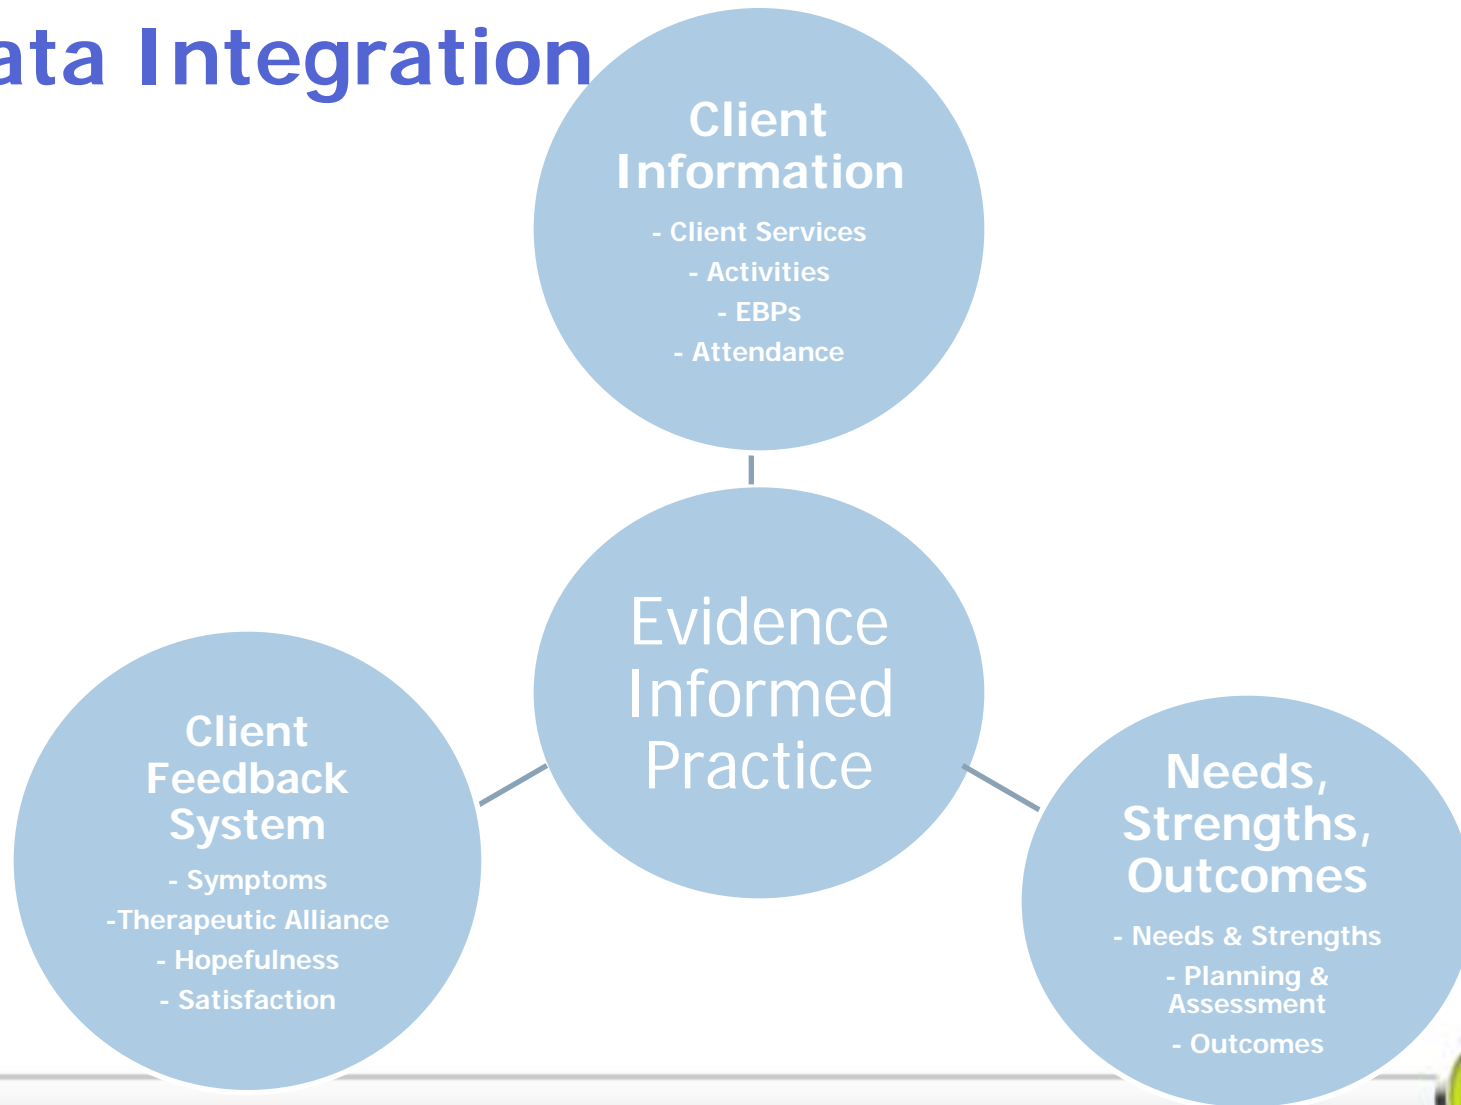 ata Integration
Client
Information
- Client Services
- Activities
- EBPs
- Attendance
Evidence
Informed
Practice
Client
Feedback
System
- Symptoms
-Therapeutic Alliance
- Hopefulness
- Satisfaction
Needs,
Strengths,
Outcomes
- Needs & Strengths
- Planning &
Assessment
- Outcomes